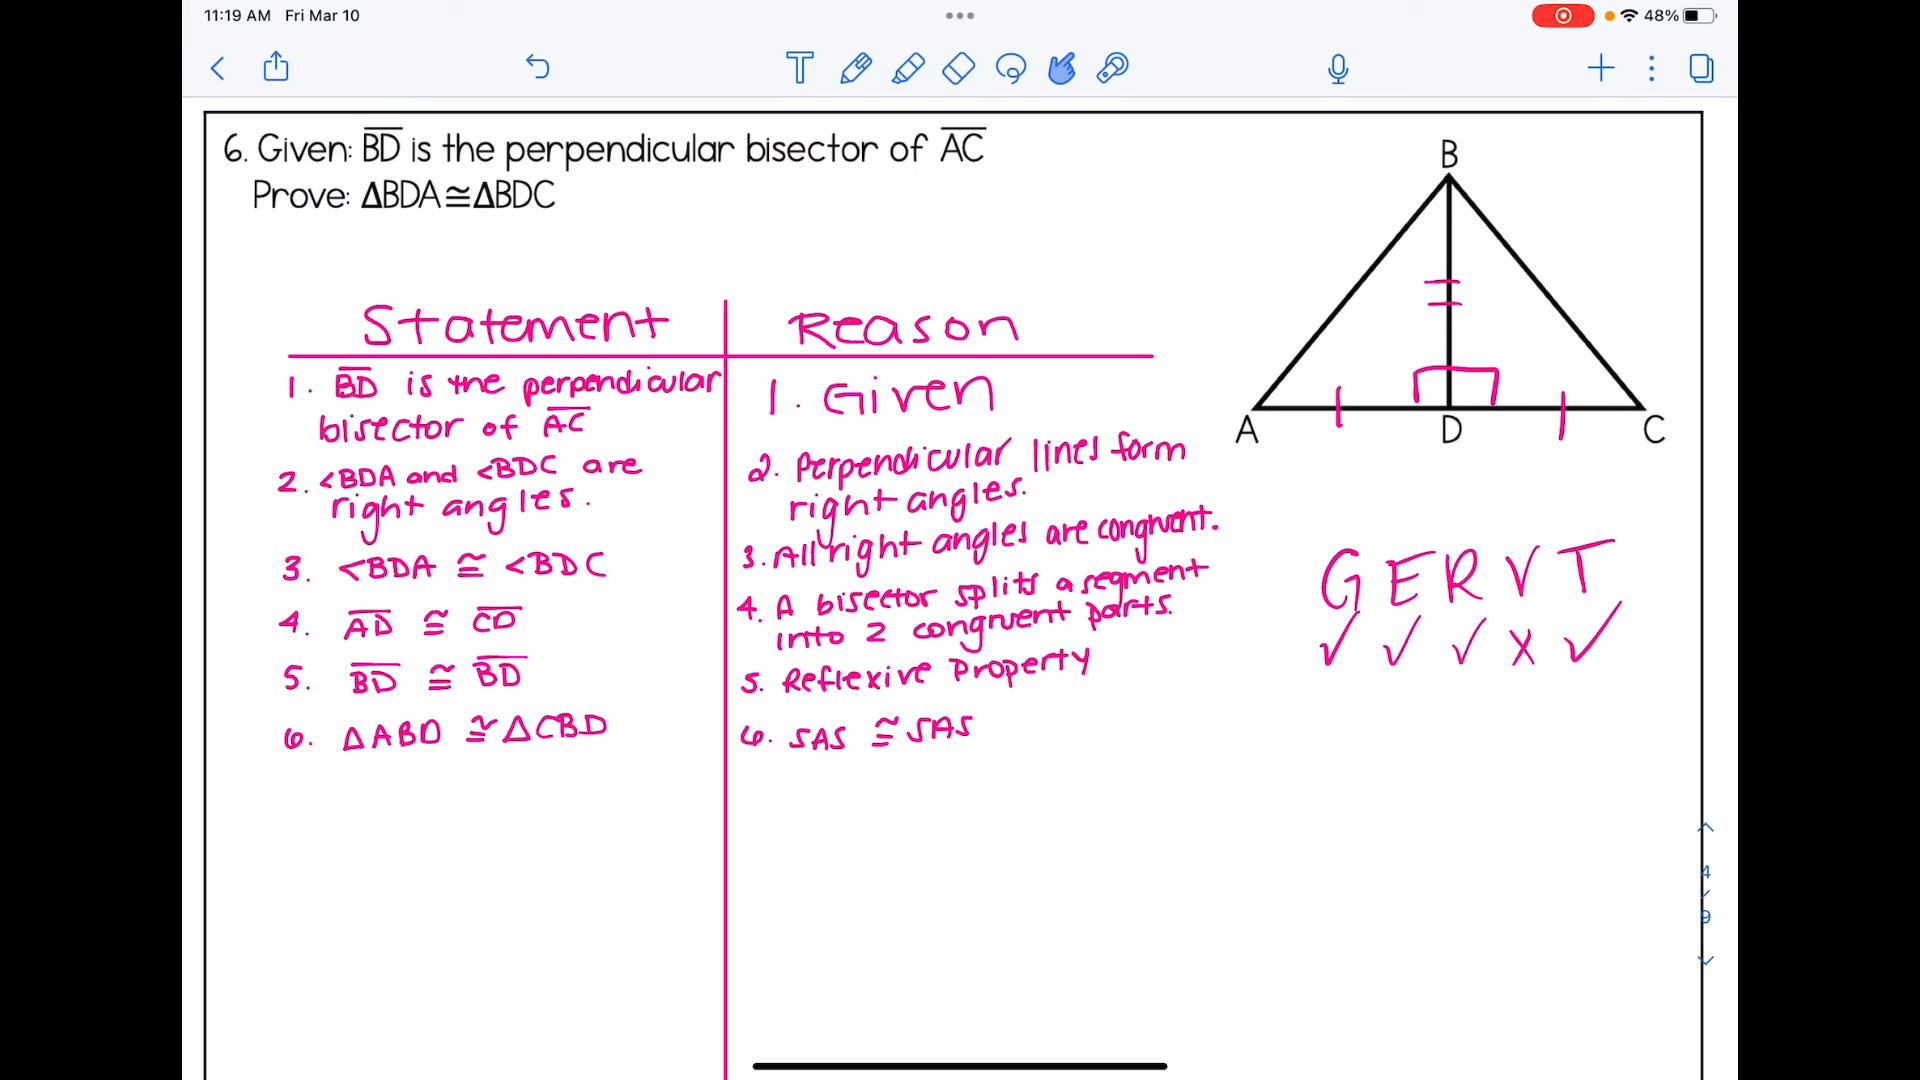 11:19 AM Fri Mar 10
48%
6. Given: BD is the perpendicular bisector of AC
Prove: ΔBDA≅ΔBDC
B
A
D
C
Statement
Reason
1. BD is the perpendicular
bisector of AC
1. Given
2. <BDA and <BDC are
right angles.
2. Perpendicular lines form
right angles.
3. <BDA ≅ <BDC
3. All right angles are congruent.
4. AD ≅ CD
4. A bisector splits a segment
into 2 congruent parts.
5. BD ≅ BD
5. Reflexive Property
6. ΔABD ≅ ΔCBD
6. SAS ≅ SAS
G E R V T
✓ ✓ ✓ X ✓
4
/
9